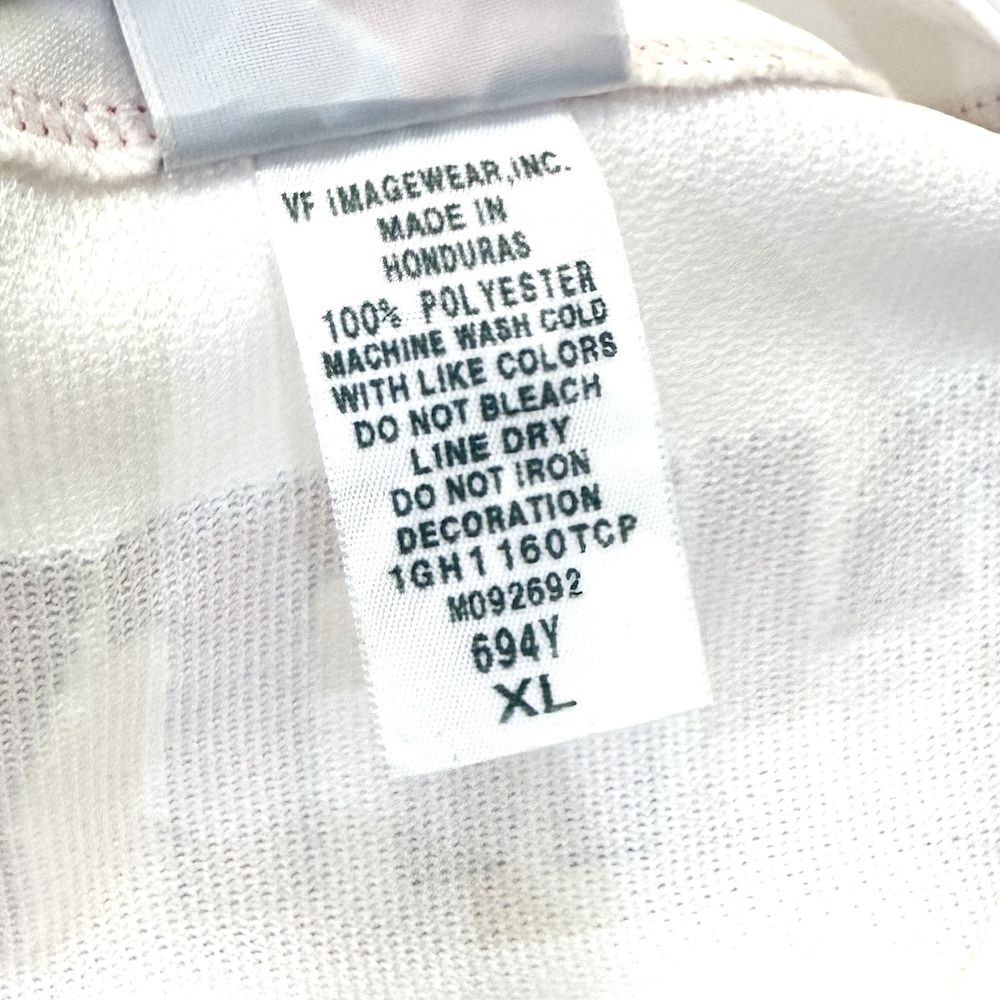 VF IMAGEWEAR,INC.
MADE IN
HONDURAS
100% POLYESTER
MACHINE WASH COLD
WITH LIKE COLORS
DO NOT BLEACH
LINE DRY
DO NOT IRON
DECORATION
1GH1 160TCP
M092692
694Y
XL